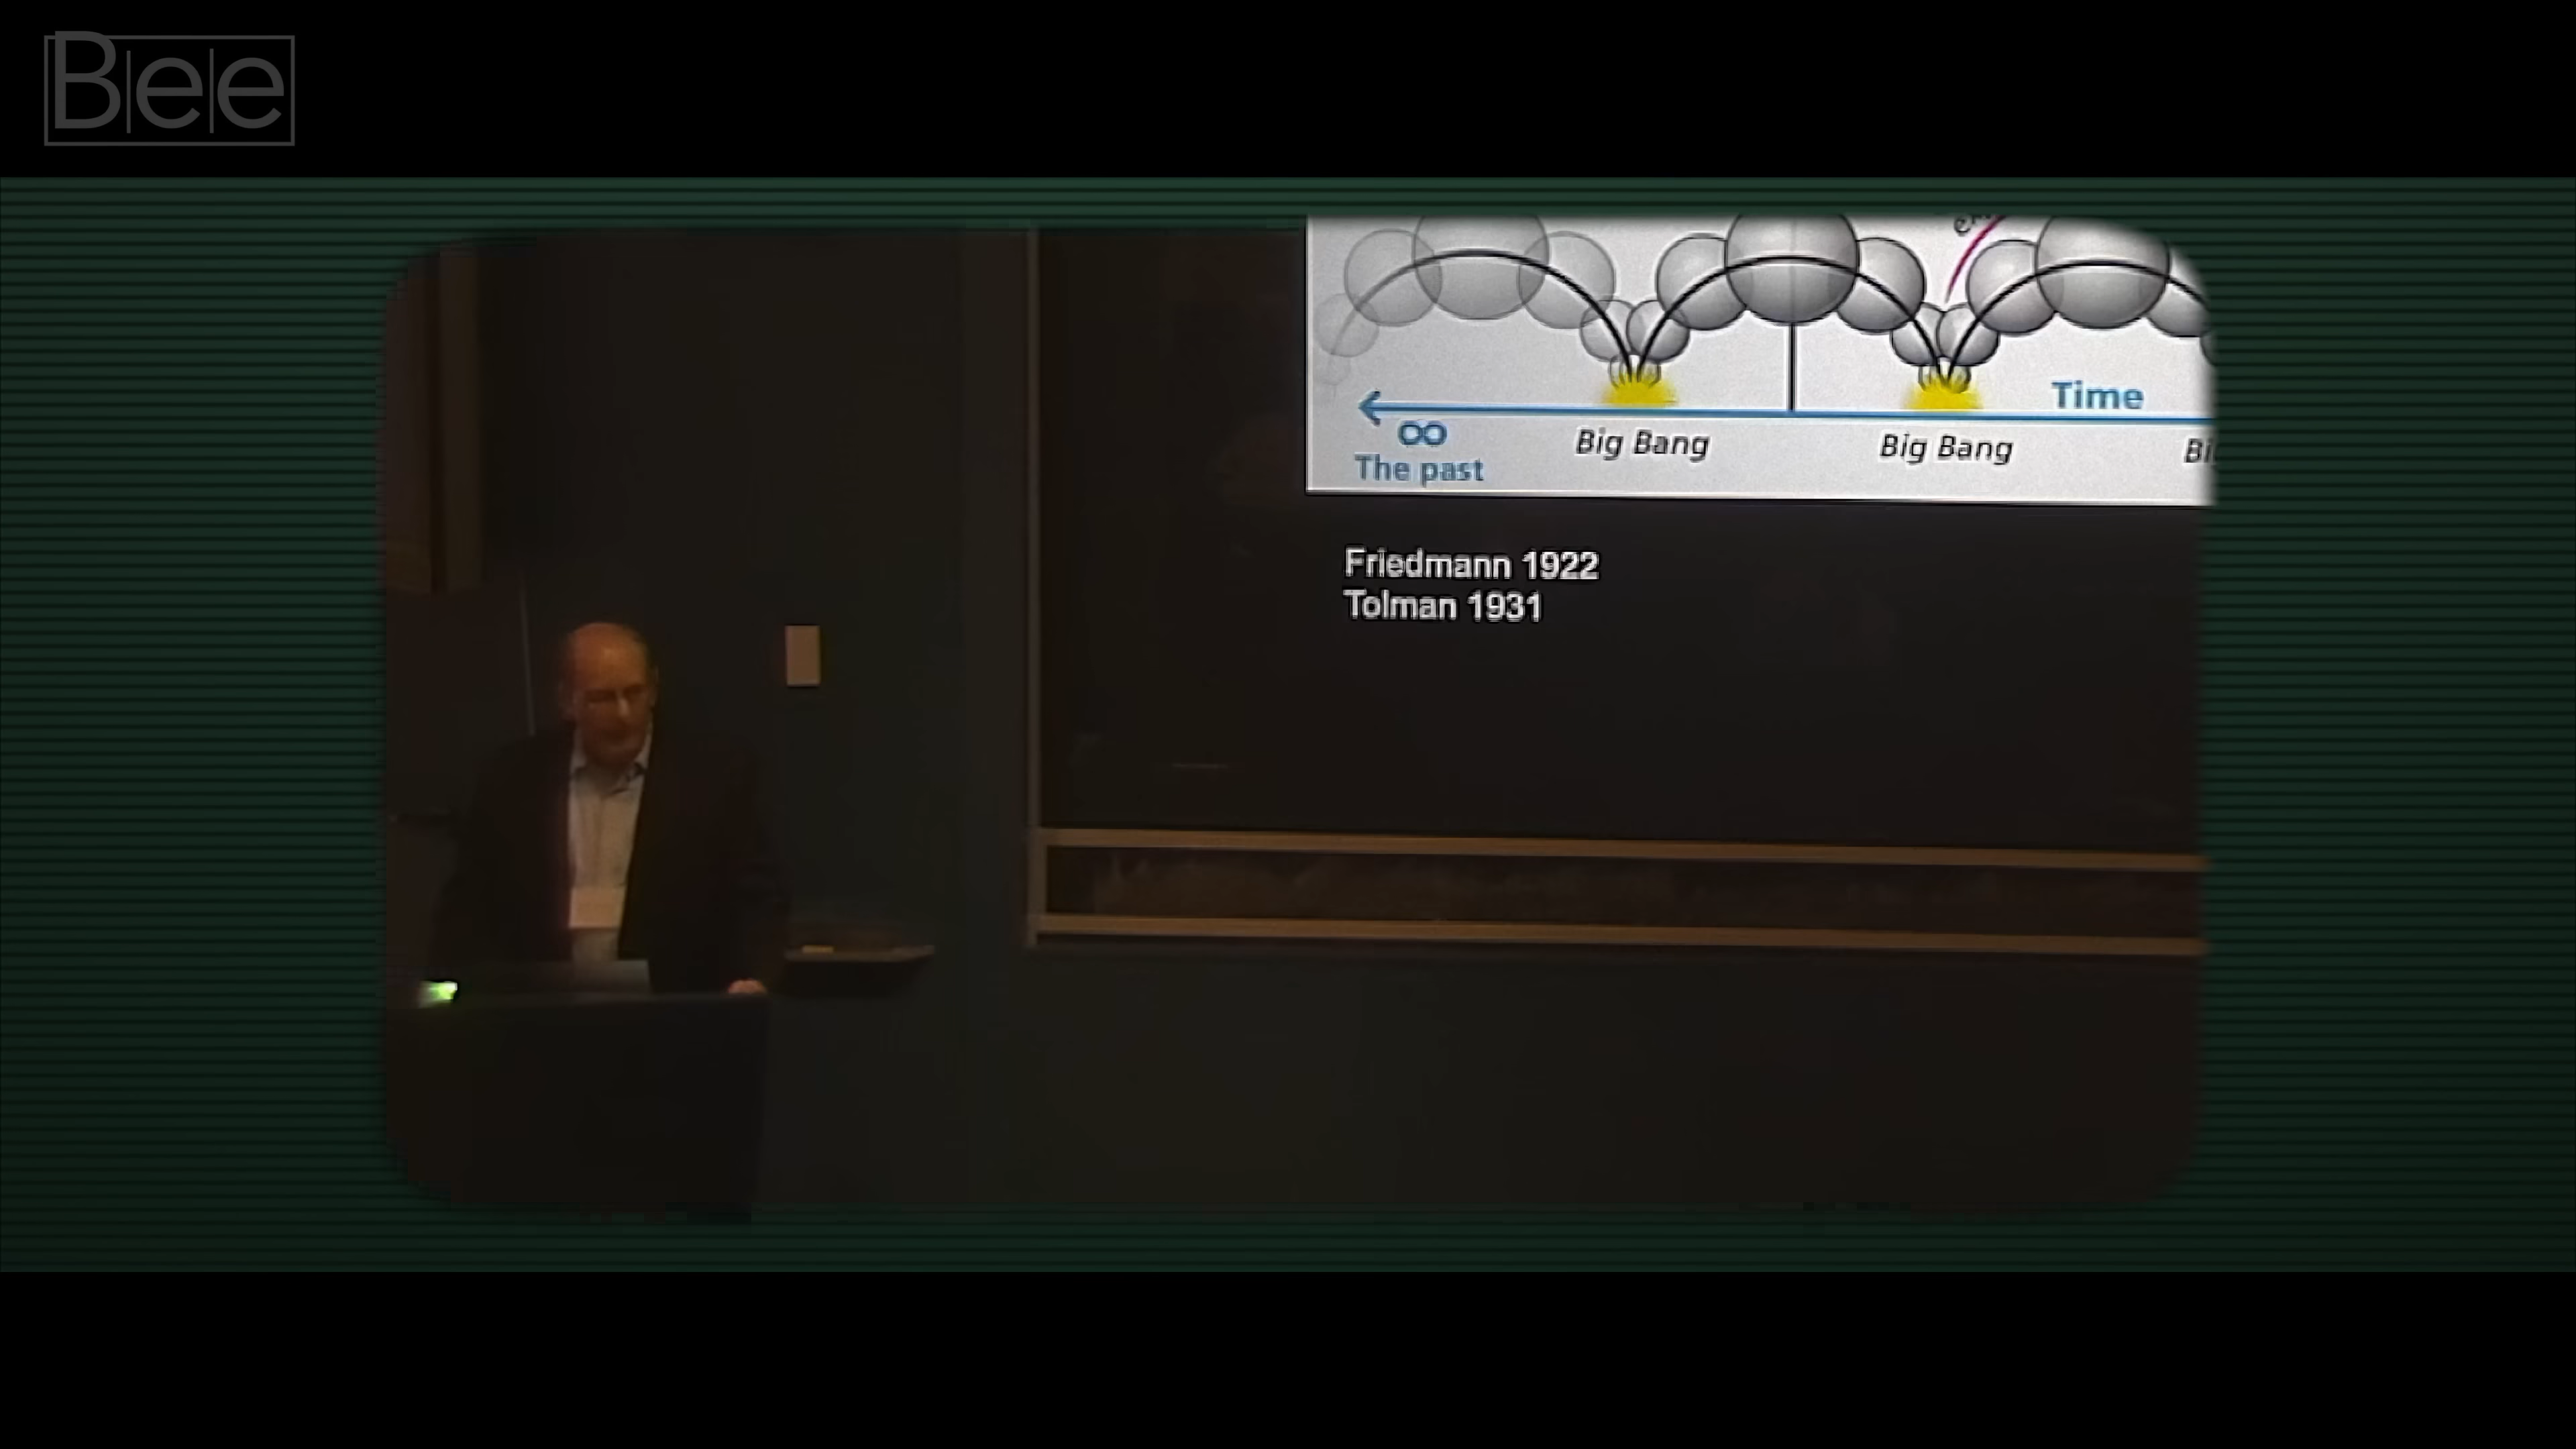 Bee
Time
∞
Big Bang
Big Bang
The past
Friedmann 1922
Tolman 1931